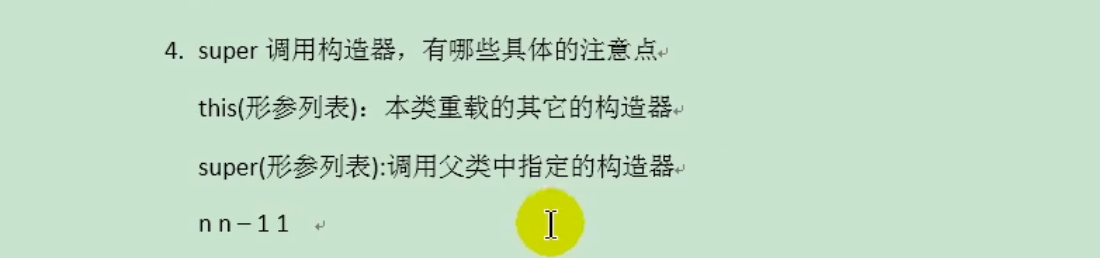 4. super 调用构造器，有哪些具体的注意点
this(形参列表)：本类重载的其它的构造器
super(形参列表):调用父类中指定的构造器
n n – 1 1